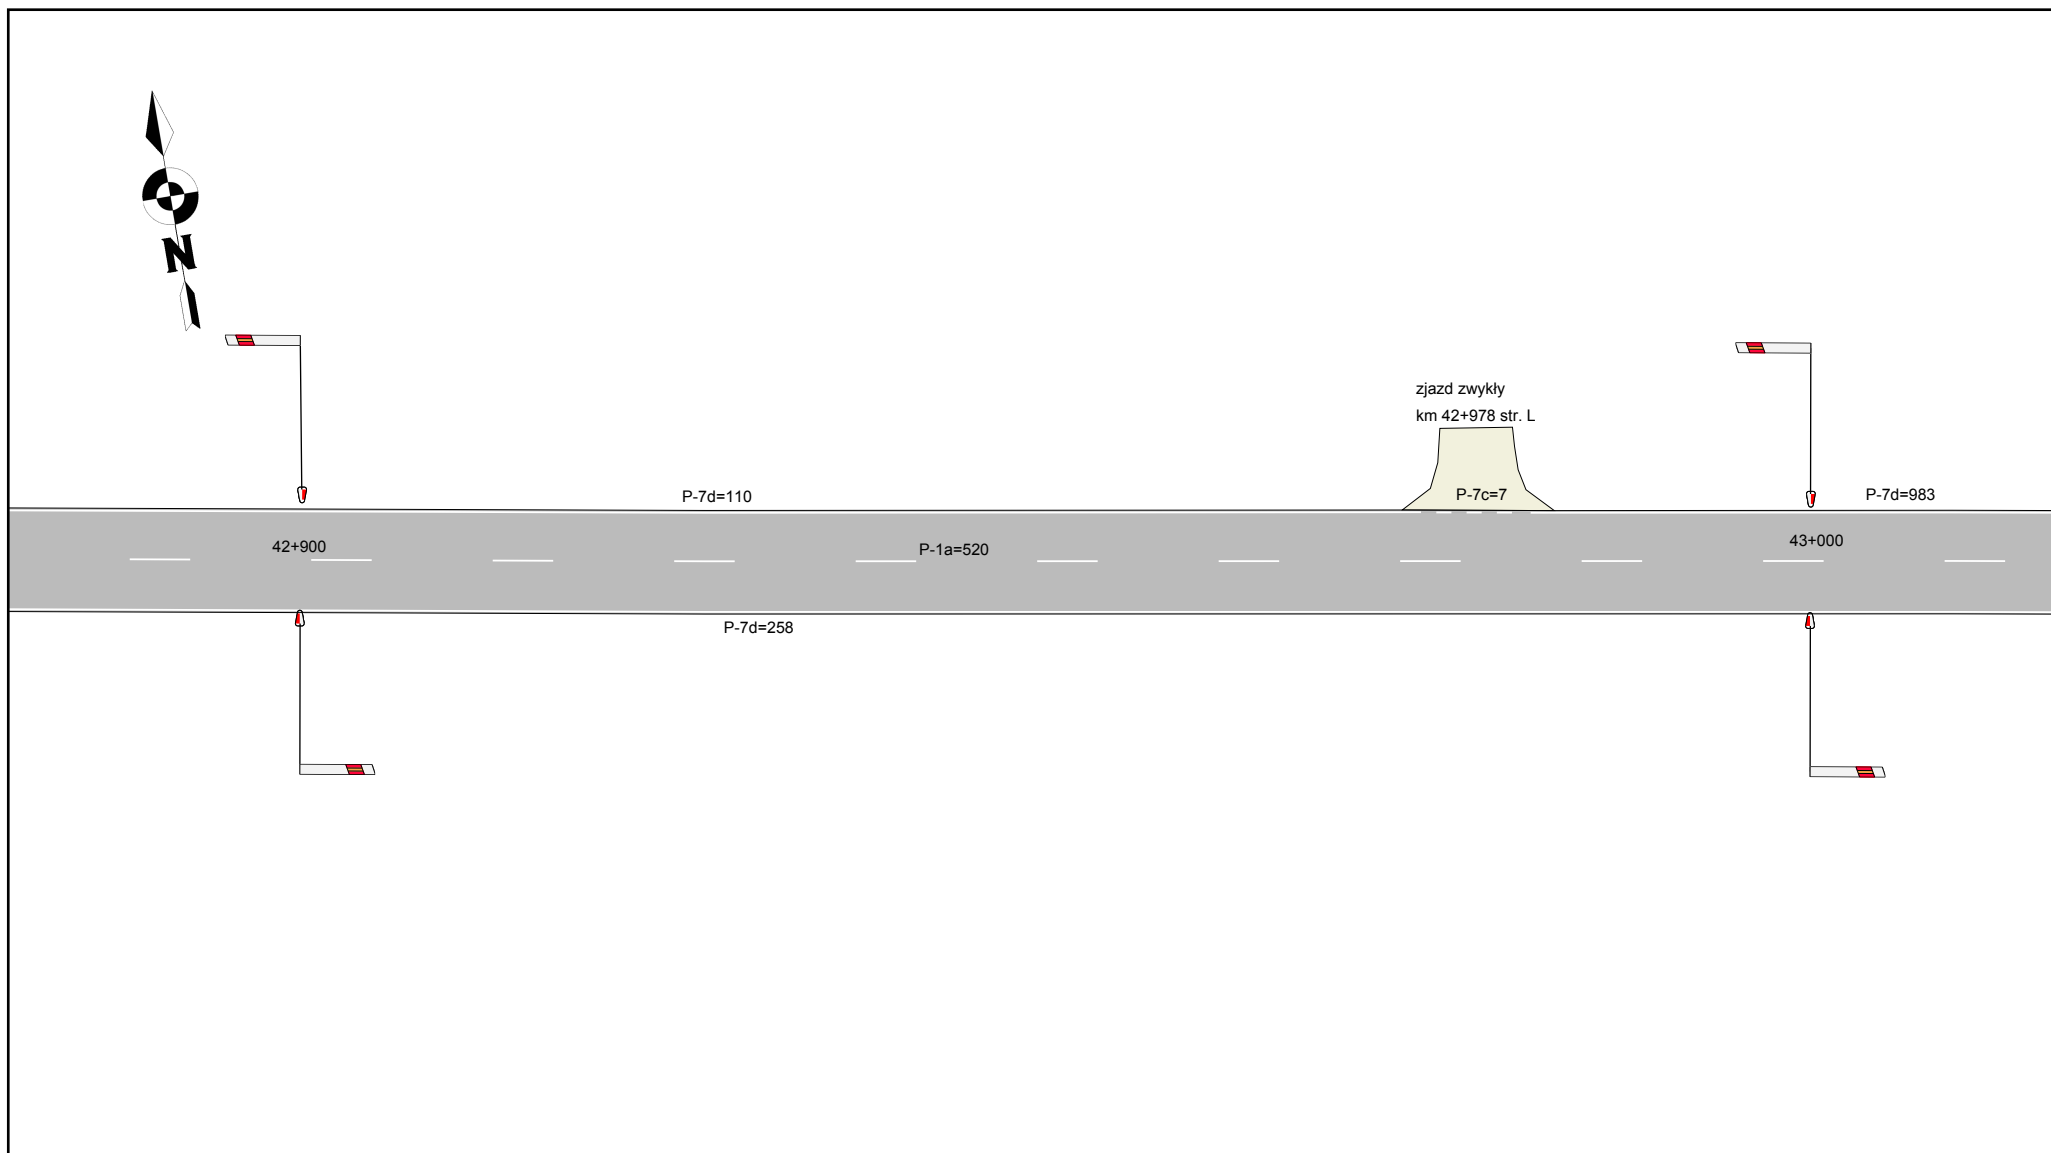 N
zjazd zwykły
km 42+978 str. L
P-7d=110
P-7c=7
P-7d=983
42+900
P-1a=520
43+000
P-7d=258